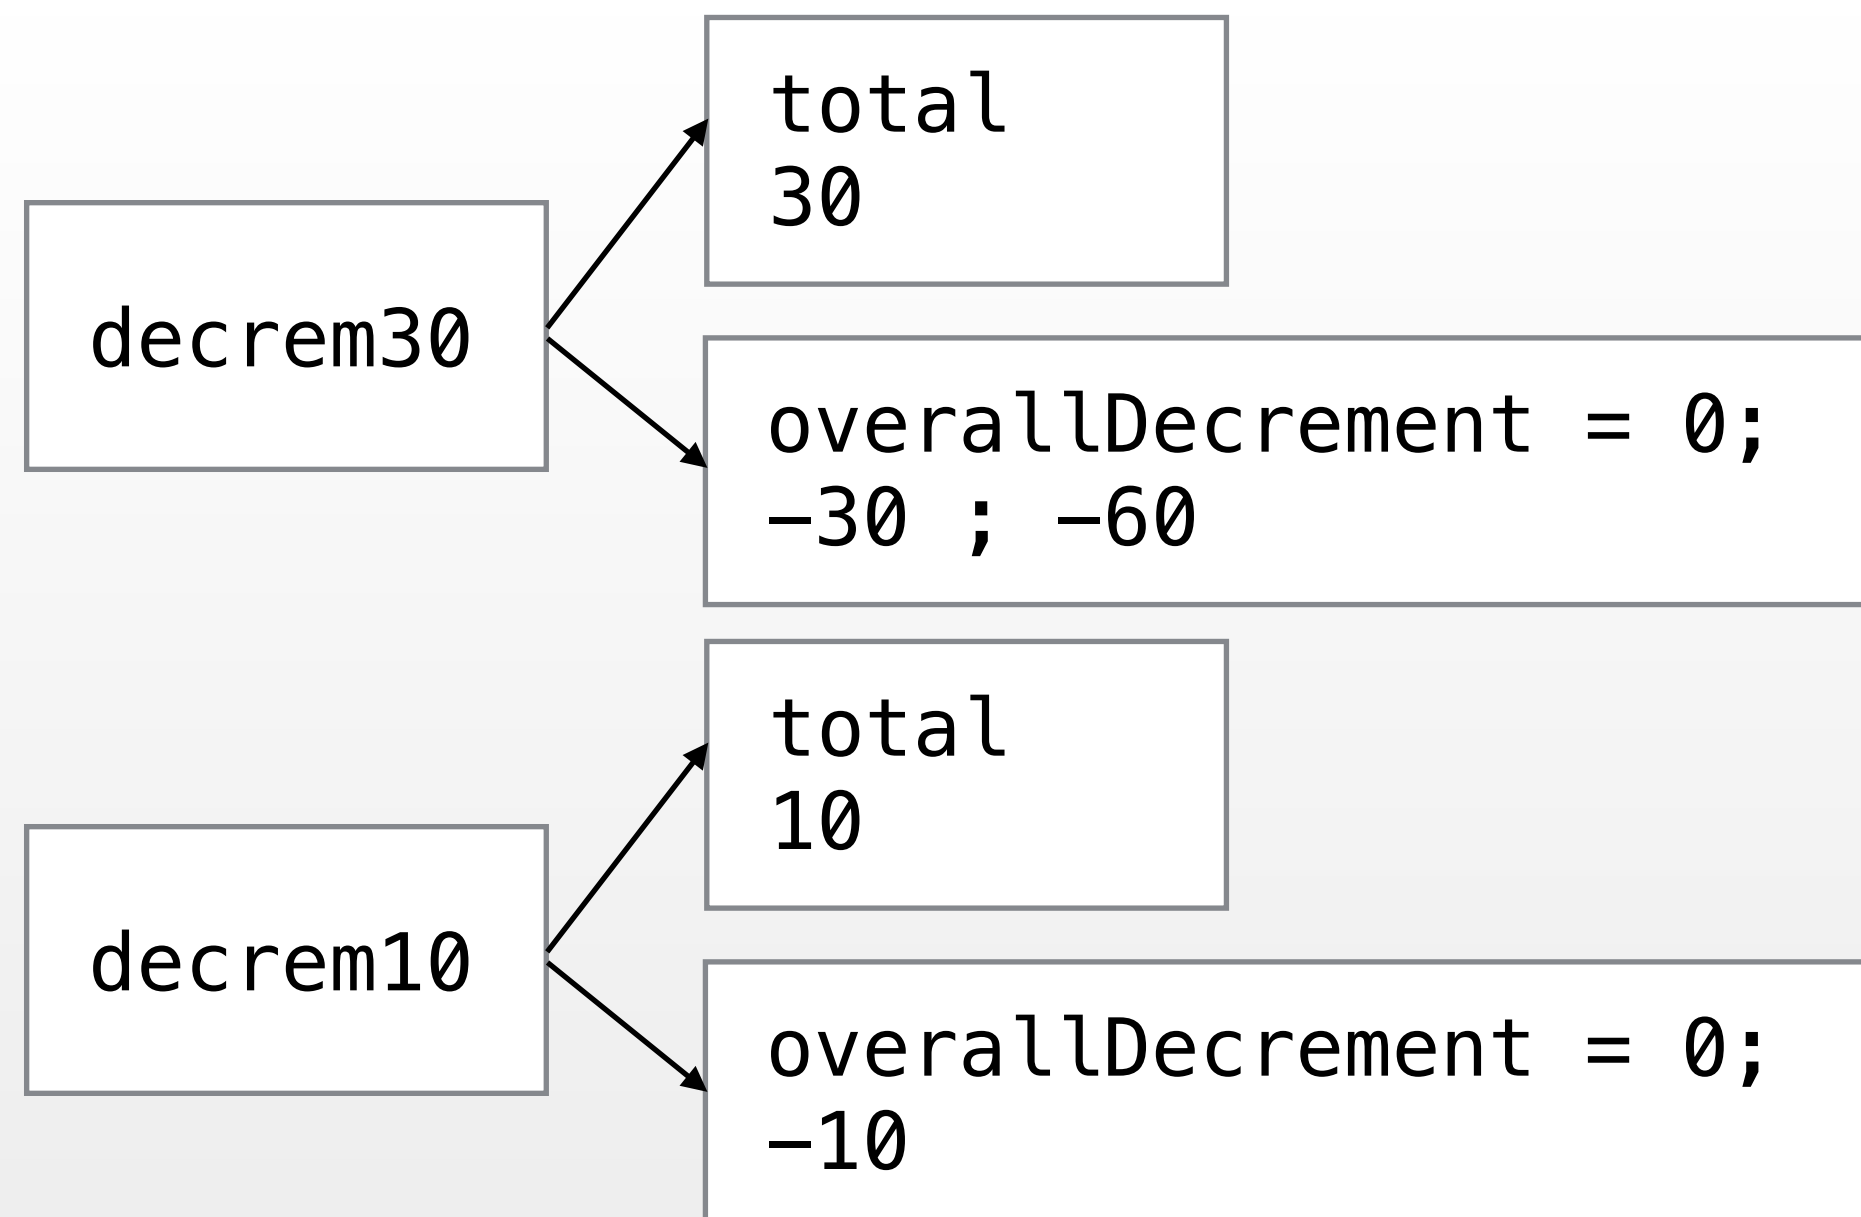 total
30
decrem30
overallDecrement = 0;
–30 ; –60
total
10
decrem10
overallDecrement = 0;
–10